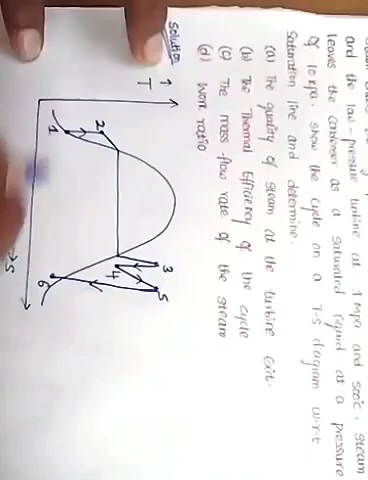 and the low-pressure turbine at 1 Mpa and 500°C. Steam
leaves the condenser as a saturated liquid at a pressure
of 10 kpa. show the cycle on a T-S diagram w.r.t
saturation line and determine.
(a) The quality of steam at the turbine exit.
(b) The Thermal Efficiency of the cycle
(c) The mass flow rate of the steam
(d) work ratio
Solution
↑
T
1
2
3
4
5
6
→ S